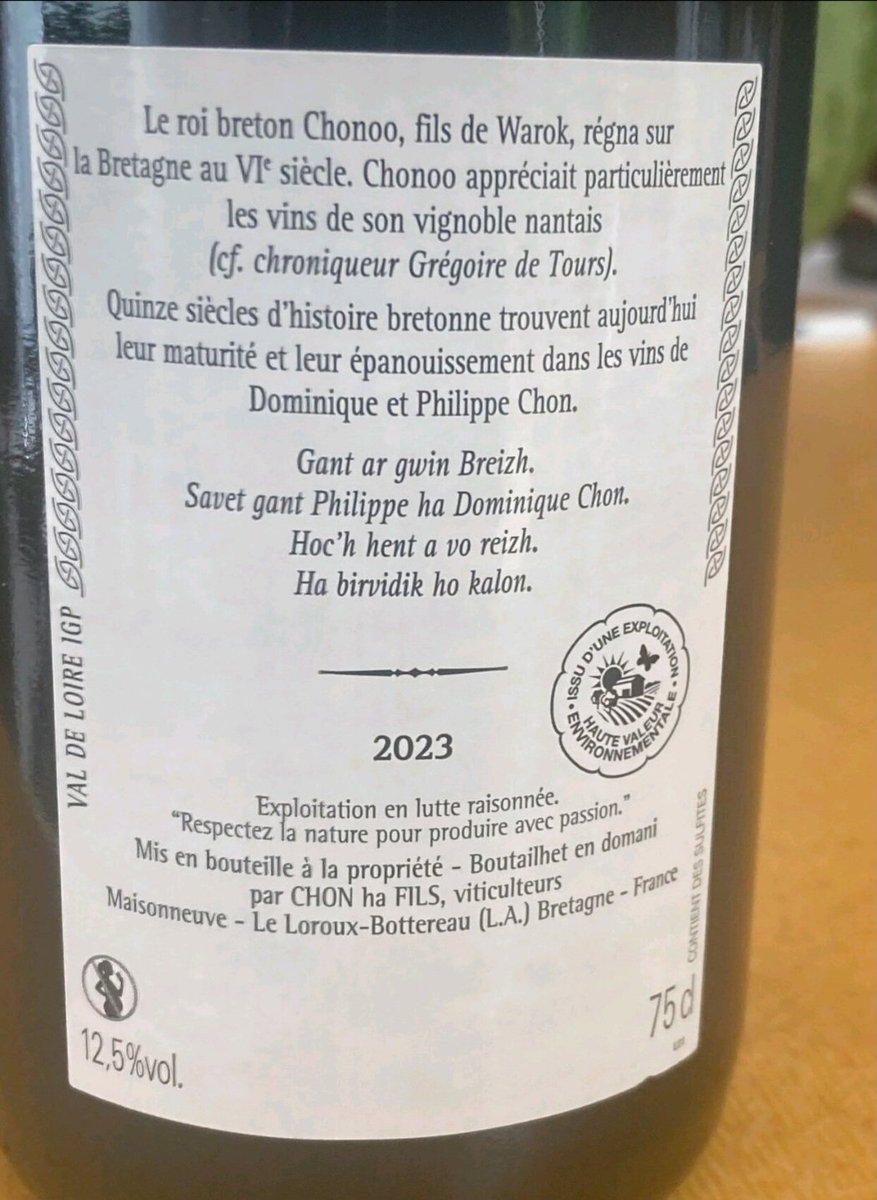 Le roi breton Chonoo, fils de Warok, régna sur
la Bretagne au VIe siècle. Chonoo appréciait particulièrement
les vins de son vignoble nantais
(cf. chroniqueur Grégoire de Tours).
Quinze siècles d'histoire bretonne trouvent aujourd'hui
leur maturité et leur épanouissement dans les vins de
Dominique et Philippe Chon.
Gant ar gwin Breizh.
Savet gant Philippe ha Dominique Chon.
Hoc'h hent a vo reizh.
Ha birvidik ho kalon.
VAL DE LOIRE IGP
• ISSU D'UNE EXPLOITATION •
HAUTE VALEUR
ENVIRONNEMENTALE
2023
Exploitation en lutte raisonnée.
"Respectez la nature pour produire avec passion."
Mis en bouteille à la propriété - Boutailhet en domani
par CHON ha FILS, viticulteurs
Maisonneuve - Le Loroux-Bottereau (L.A.) Bretagne - France
CONTIENT DES SULFITES
12,5%vol.
75cl